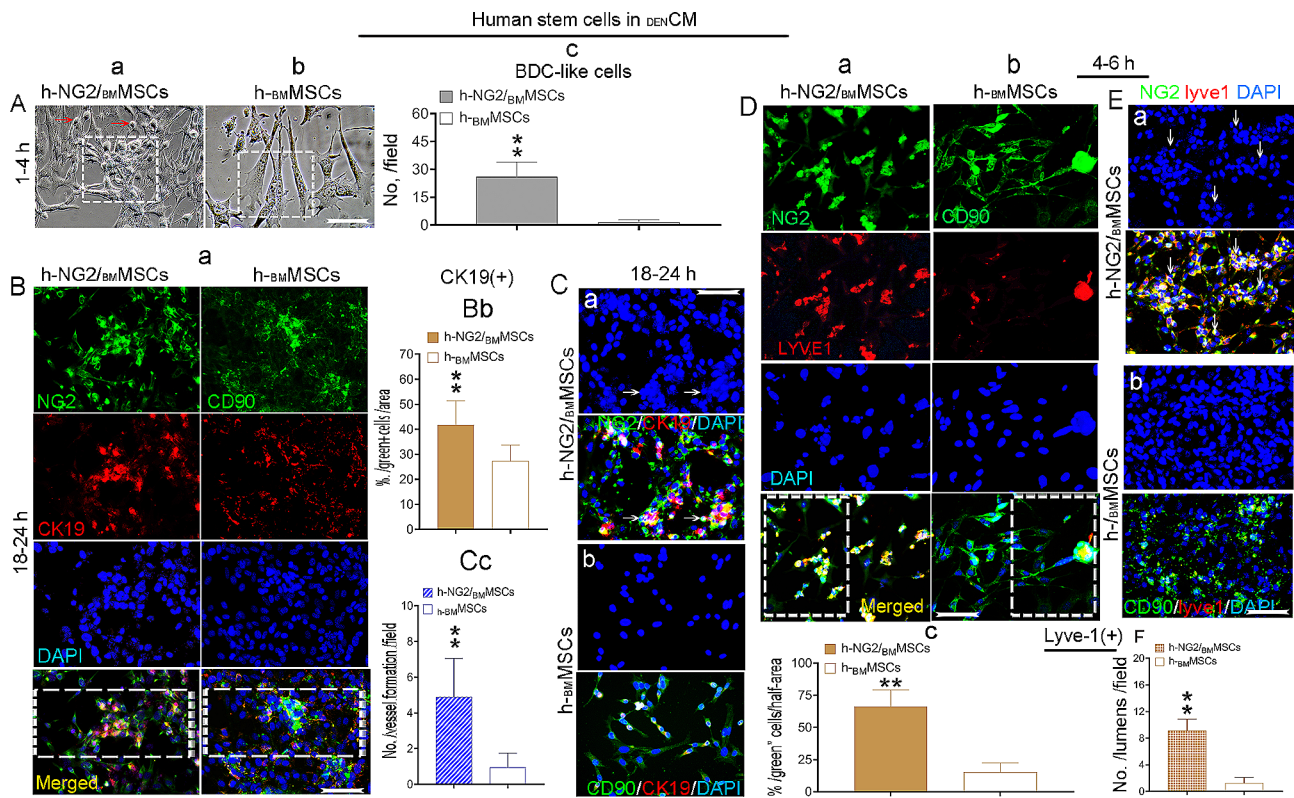 Human stem cells in DENCM
a
h-NG2/BMMSCs
b
h-BMMSCs
c
BDC-like cells
h-NG2/BMMSCs
h-BMMSCs
A
1-4 h
No, /field
60
45
30
15
0
**
a
h-NG2/BMMSCs
h-BMMSCs
B
18-24 h
NG2
CD90
CK19
DAPI
Merged
CK19(+)
Bb
h-NG2/BMMSCs
h-BMMSCs
%. /green+ cells /area
70
60
50
40
30
20
10
0
**
Cc
h-NG2/BMMSCs
h-BMMSCs
No. /vessel formation /field
10
8
6
4
2
0
**
C
18-24 h
a
h-NG2/BMMSCs
NG2/CK19/DAPI
b
h-BMMSCs
CD90/CK19/DAPI
4-6 h
a
h-NG2/BMMSCs
b
h-BMMSCs
D
NG2
CD90
LYVE1
DAPI
Merged
c
Lyve-1(+)
h-NG2/BMMSCs
h-BMMSCs
% /green" cells/half-area
100
75
50
25
0
**
E
NG2 lyve1 DAPI
a
h-NG2/BMMSCs
b
h-/BMMSCs
CD90/lyve1/DAPI
F
h-NG2/BMMSCs
h-BMMSCs
No. /lumens /field
20
16
12
8
4
0
**